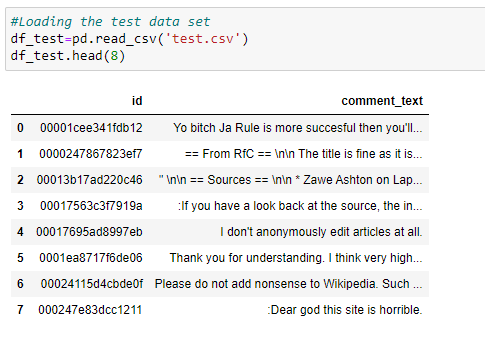 #Loading the test data set
df_test=pd.read_csv('test.csv')
df_test.head(8)
id comment_text
0 00001cee341fdb12 Yo bitch Ja Rule is more succesful then you'll...
1 0000247867823ef7 == From RfC == \n\n The title is fine as it is...
2 00013b17ad220c46 " \n\n == Sources == \n\n * Zawe Ashton on Lap...
3 00017563c3f7919a :If you have a look back at the source, the in...
4 00017695ad8997eb I don't anonymously edit articles at all.
5 0001ea8717f6de06 Thank you for understanding. I think very high...
6 00024115d4cbde0f Please do not add nonsense to Wikipedia. Such ...
7 000247e83dcc1211 :Dear god this site is horrible.